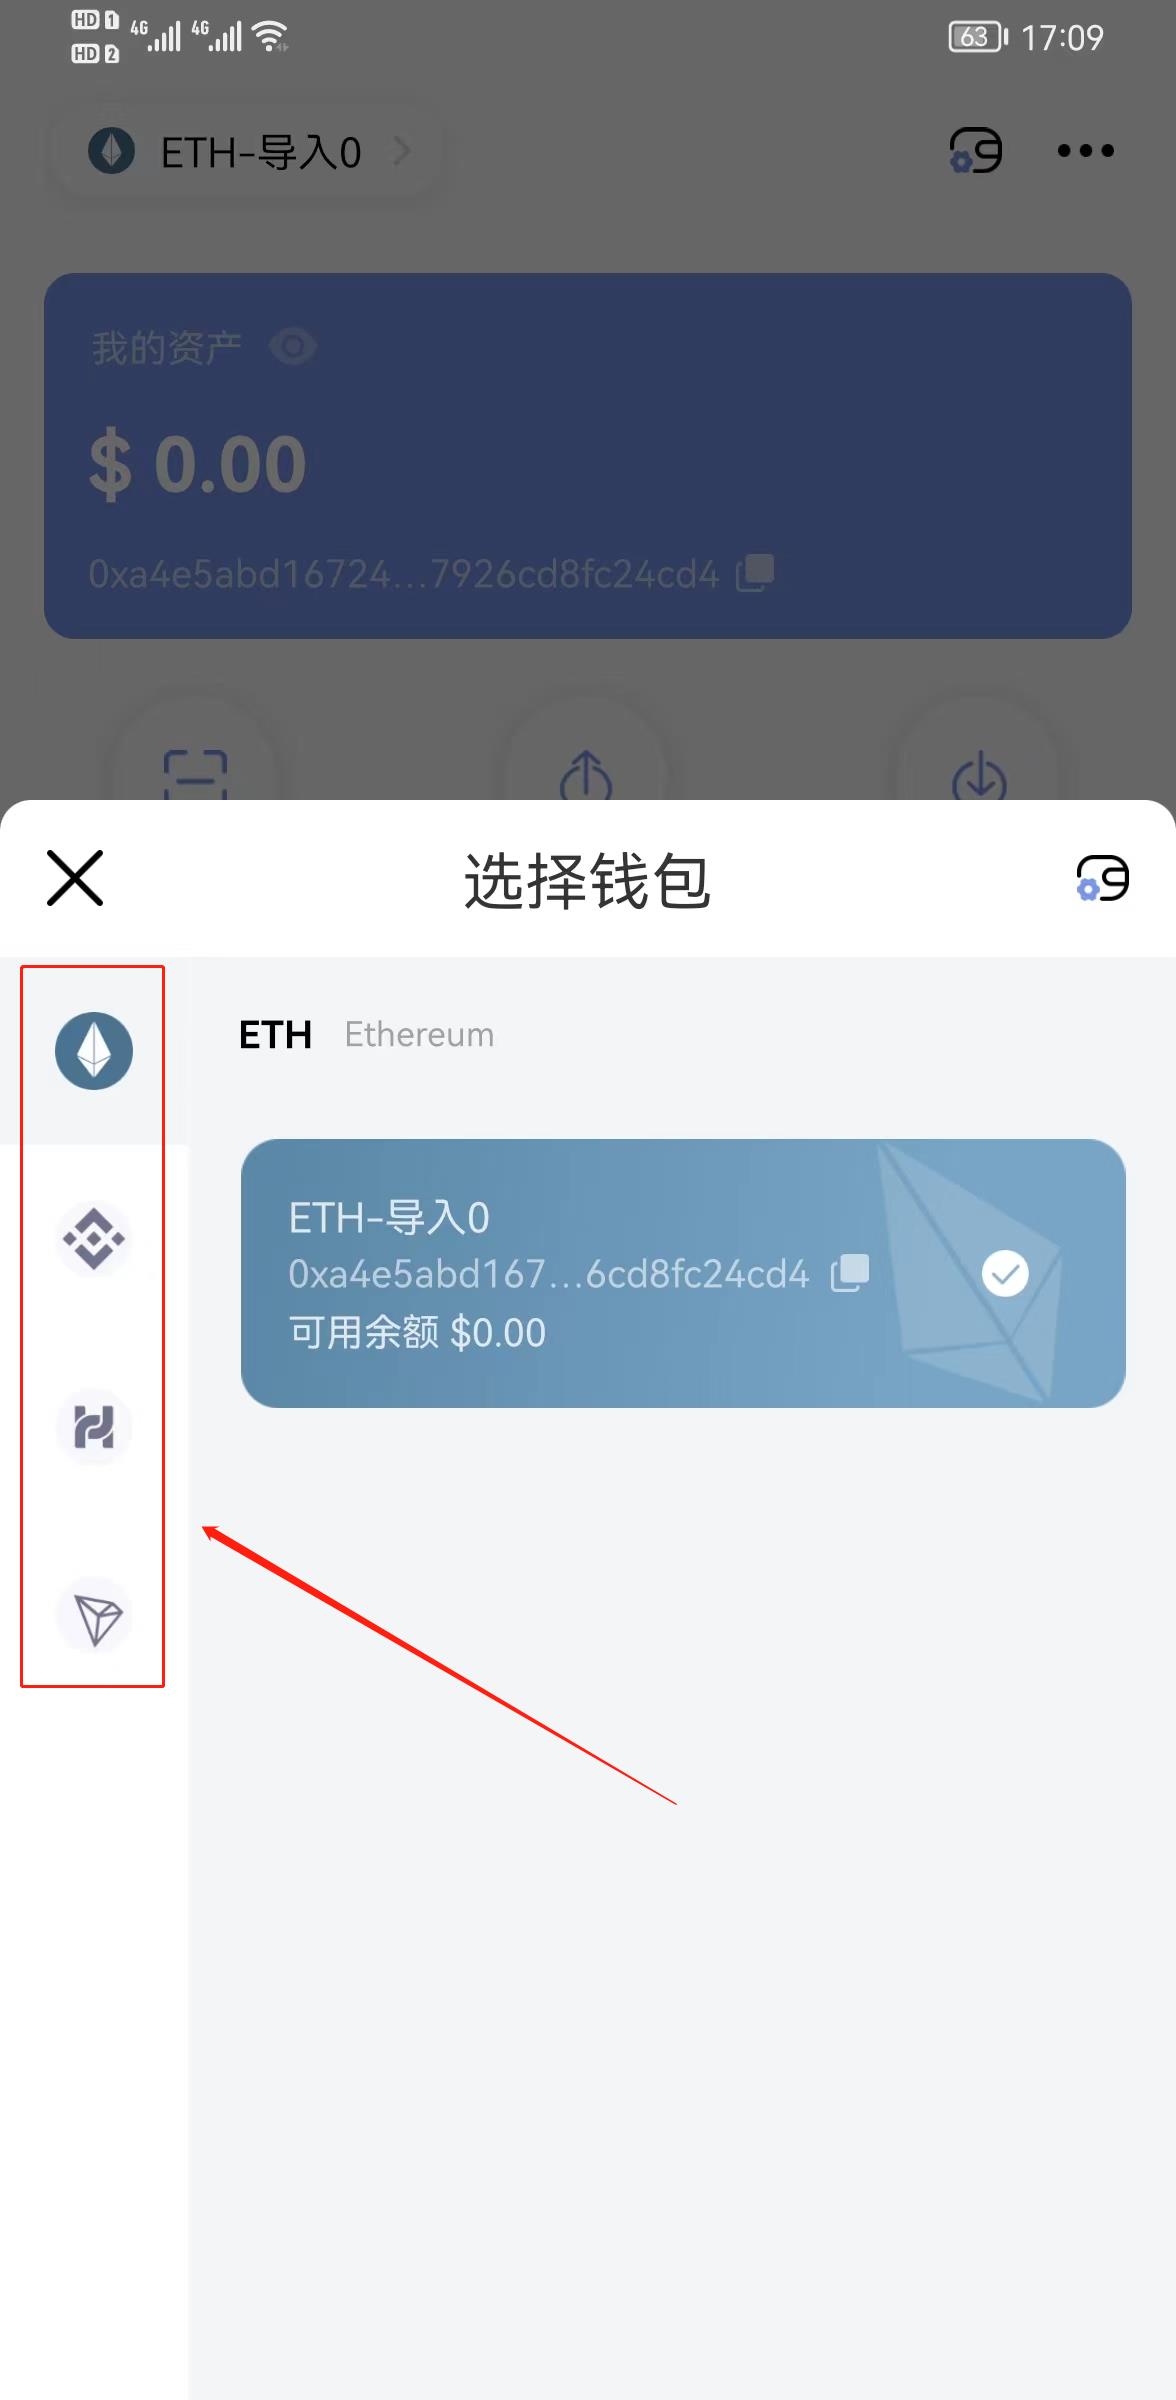 HD 1 4G 4G 63 17:09
HD 2
ETH-导入0
我的资产
$ 0.00
0xa4e5abd16724...7926cd8fc24cd4
选择钱包
ETH Ethereum
ETH-导入0
0xa4e5abd167...6cd8fc24cd4
可用余额 $0.00